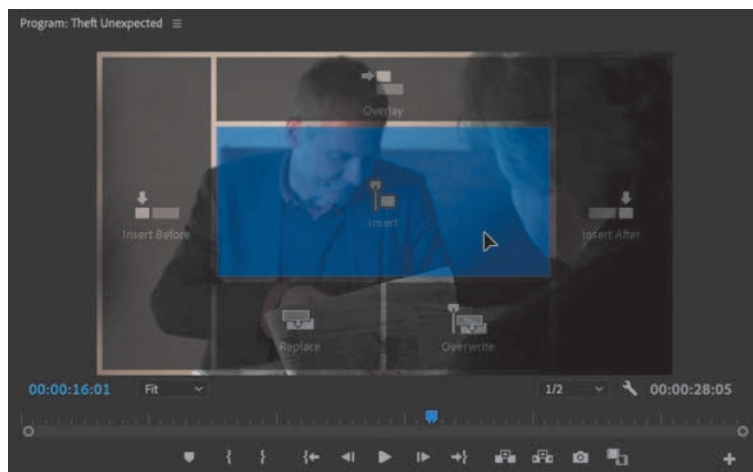 Program: Theft Unexpected
Overlay
Insert
Insert Before
Insert After
Replace
Overwrite
00:00:16:01
Fit
1/2
00:00:28:05